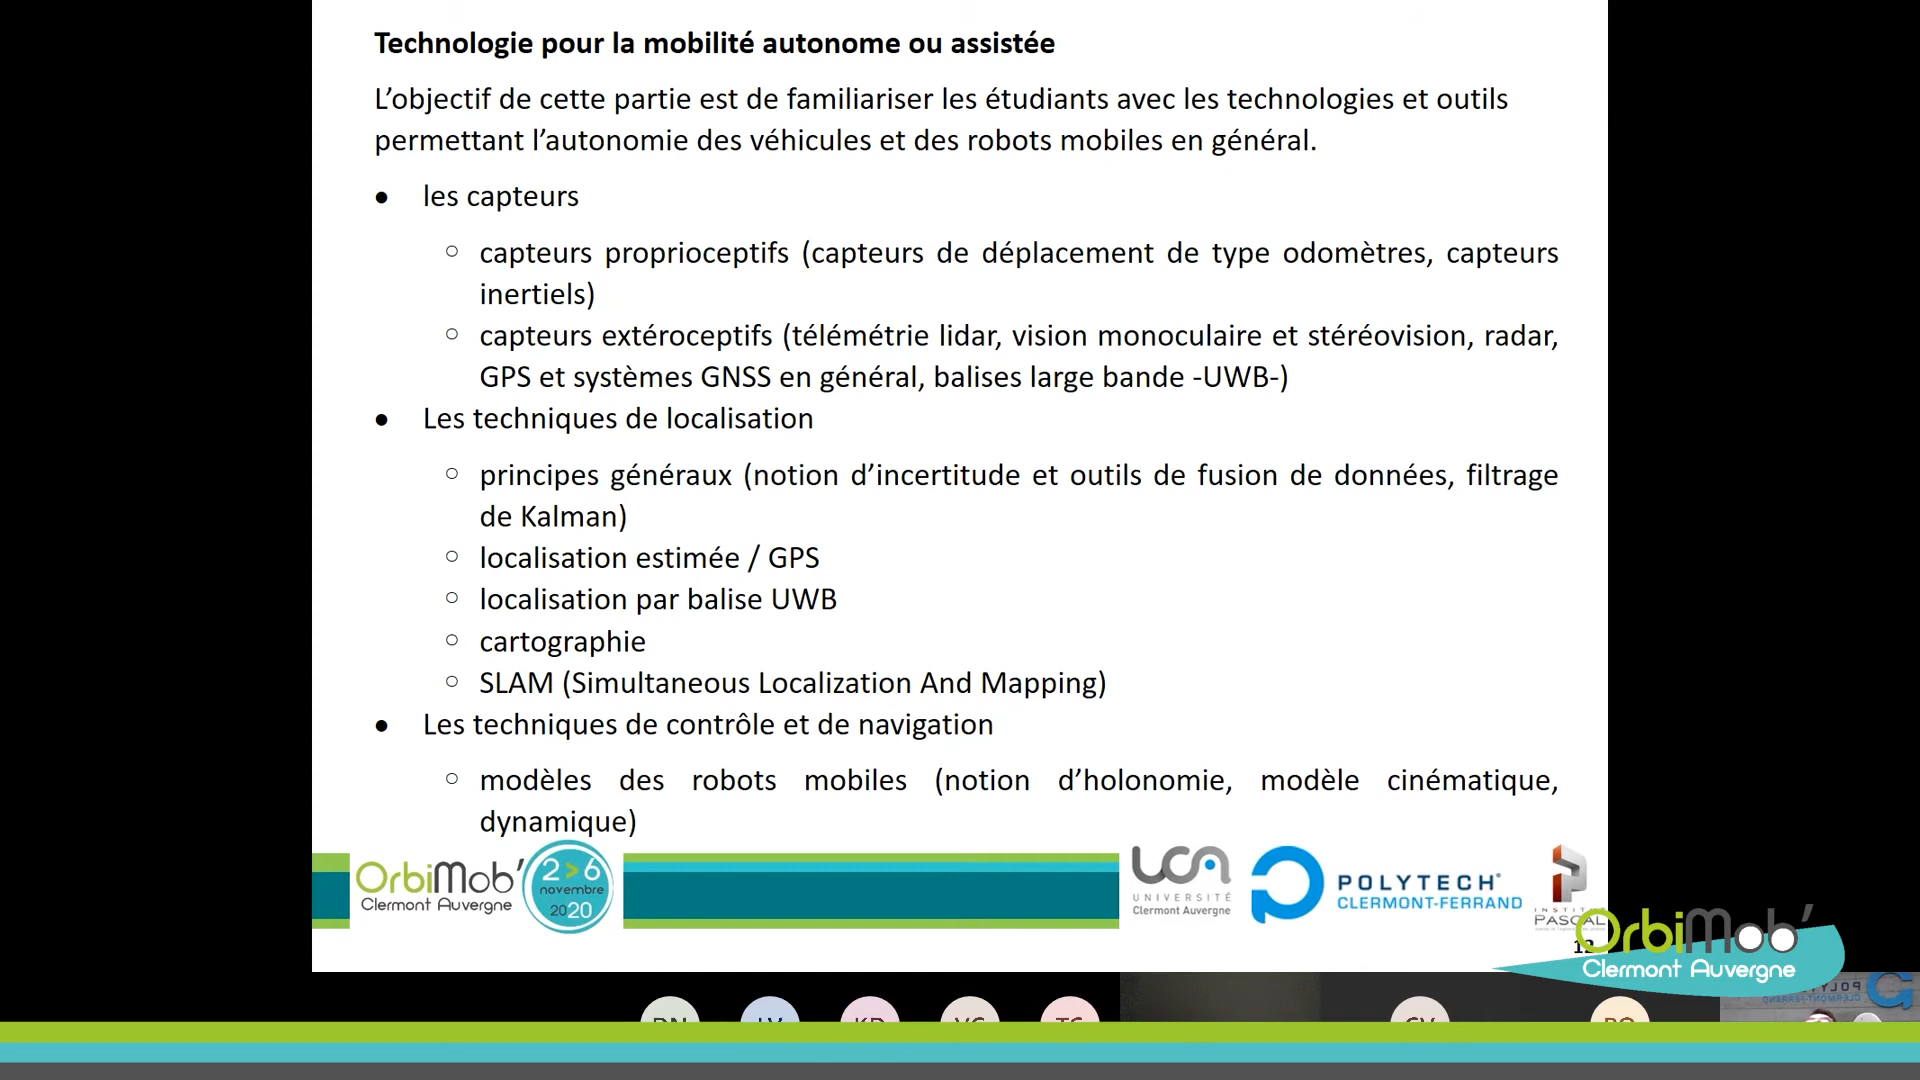 Technologie pour la mobilité autonome ou assistée
L’objectif de cette partie est de familiariser les étudiants avec les technologies et outils
permettant l’autonomie des véhicules et des robots mobiles en général.
• les capteurs
○ capteurs proprioceptifs (capteurs de déplacement de type odomètres, capteurs
inertiels)
○ capteurs extéroceptifs (télémétrie lidar, vision monoculaire et stéréovision, radar,
GPS et systèmes GNSS en général, balises large bande -UWB-)
• Les techniques de localisation
○ principes généraux (notion d’incertitude et outils de fusion de données, filtrage
de Kalman)
○ localisation estimée / GPS
○ localisation par balise UWB
○ cartographie
○ SLAM (Simultaneous Localization And Mapping)
• Les techniques de contrôle et de navigation
○ modèles des robots mobiles (notion d’holonomie, modèle cinématique,
dynamique)
OrbiMob’
Clermont Auvergne
2>6
novembre
2020
UCA
UNIVERSITÉ
Clermont Auvergne
POLYTECH
CLERMONT-FERRAND
INSTITUT
PASCAL
OrbiMob’
Clermont Auvergne